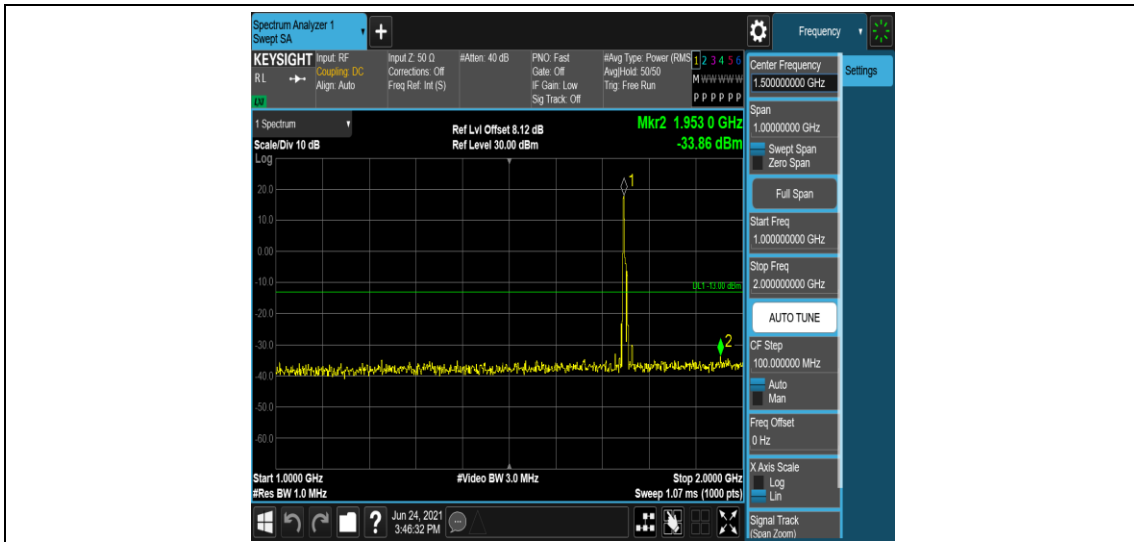 Spectrum Analyzer 1
Swept SA
+
Frequency
KEYSIGHT
RL
LXI
Input: RF
Coupling: DC
Align: Auto
Input Z: 50 Ω
Corrections: Off
Freq Ref: Int (S)
#Atten: 40 dB
PNO: Fast
Gate: Off
IF Gain: Low
Sig Track: Off
#Avg Type: Power (RMS
Avg|Hold: 50/50
Trig: Free Run
1 2 3 4 5 6
M W W W W W
P P P P P P
1 Spectrum
Scale/Div 10 dB
Log
Ref Lvl Offset 8.12 dB
Ref Level 30.00 dBm
Mkr2 1.953 0 GHz
-33.86 dBm
1
20.0
10.0
0.00
-10.0
DL1 -13.00 dBm
-20.0
-30.0
2
-40.0
-50.0
-60.0
Start 1.0000 GHz
#Res BW 1.0 MHz
#Video BW 3.0 MHz
Stop 2.0000 GHz
Sweep 1.07 ms (1000 pts)
Center Frequency
1.500000000 GHz
Settings
Span
1.00000000 GHz
Swept Span
Zero Span
Full Span
Start Freq
1.000000000 GHz
Stop Freq
2.000000000 GHz
AUTO TUNE
CF Step
100.000000 MHz
Auto
Man
Freq Offset
0 Hz
X Axis Scale
Log
Lin
Signal Track
(Span Zoom)
?
Jun 24, 2021
3:46:32 PM